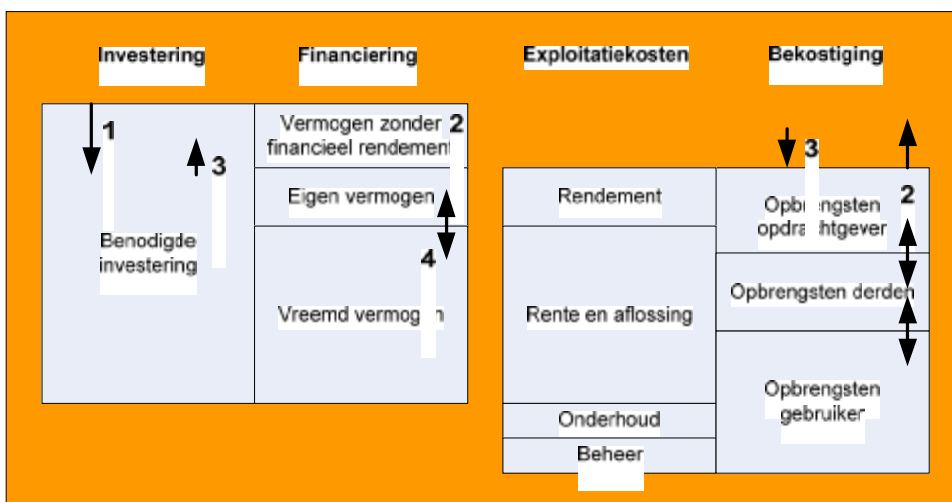 Investering
Financiering
Exploitatiekosten
Bekostiging
1
3
Benodigde
investering
Vermogen zonder
financieel rendement
2
Eigen vermogen
4
Vreemd vermogen
Rendement
Rente en aflossing
Onderhoud
Beheer
3
2
Opbrengsten
opdrachtgever
Opbrengsten derden
Opbrengsten
gebruiker